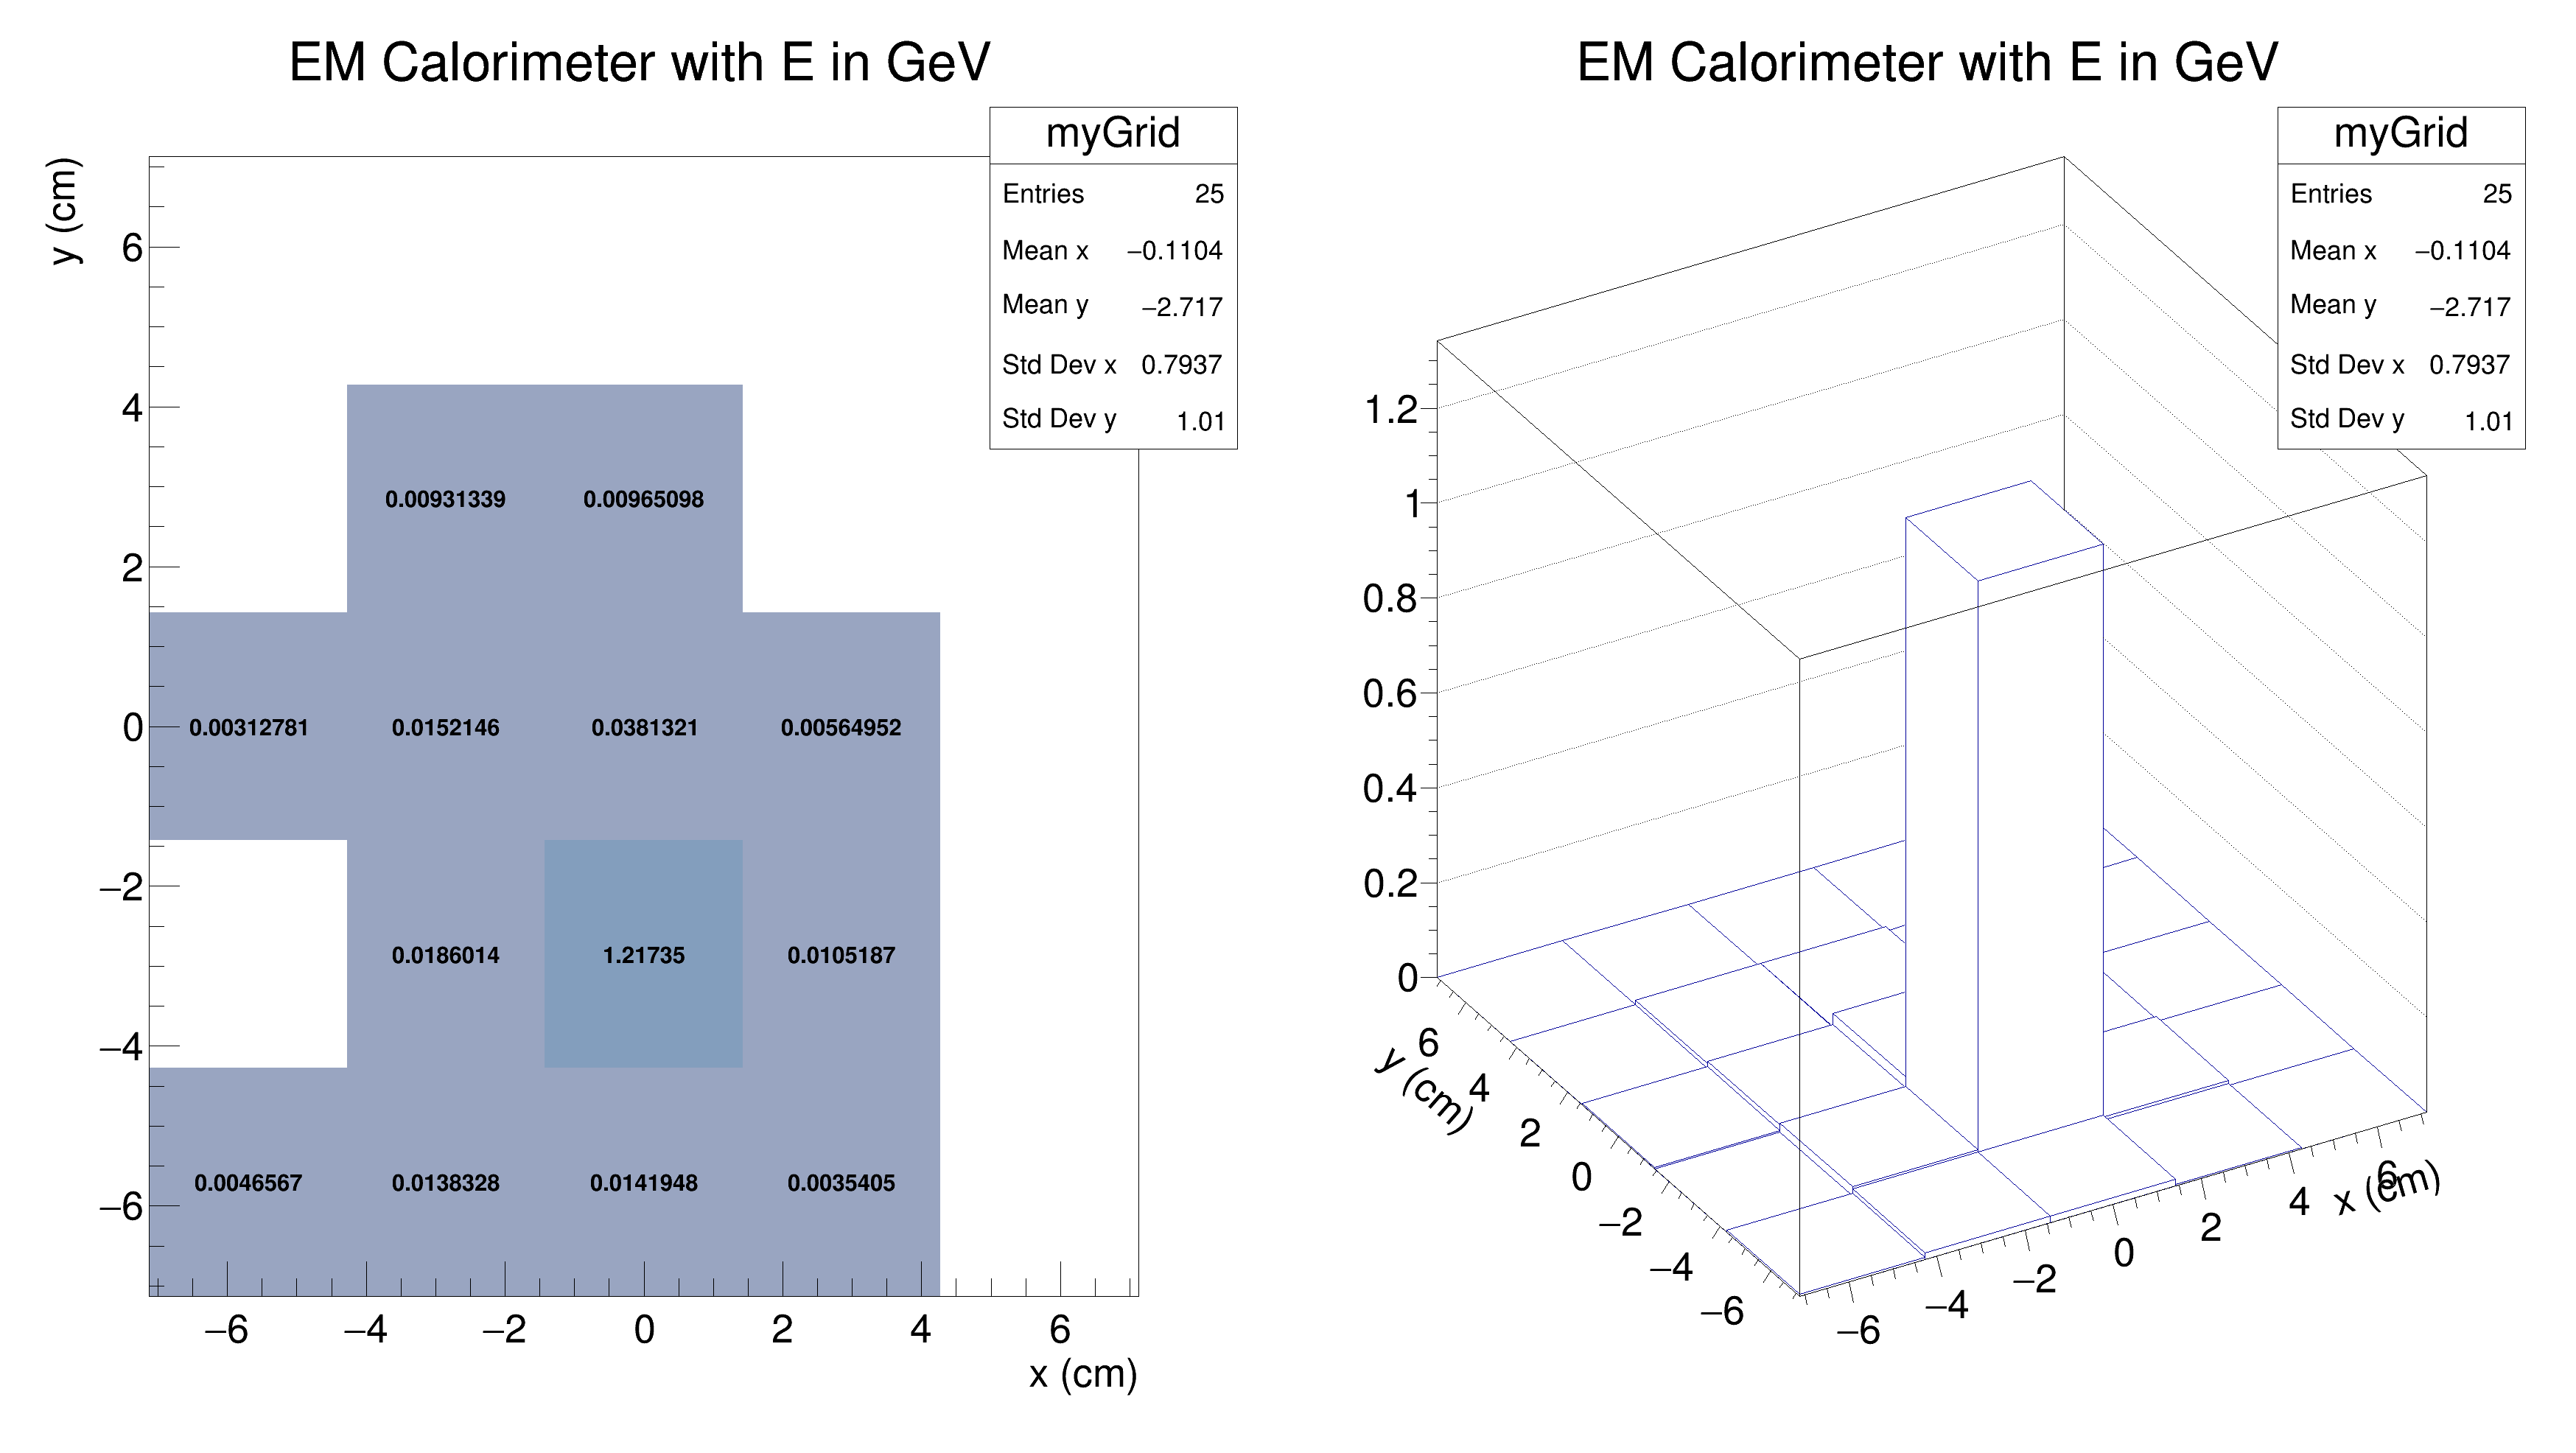 EM Calorimeter with E in GeV
myGrid
Entries 25
Mean x −0.1104
Mean y −2.717
Std Dev x 0.7937
Std Dev y 1.01
y (cm)
6
4
2
0
−2
−4
−6
0.00931339 0.00965098
0.00312781 0.0152146 0.0381321 0.00564952
0.0186014 1.21735 0.0105187
0.0046567 0.0138328 0.0141948 0.0035405
−6 −4 −2 0 2 4 6
x (cm)
EM Calorimeter with E in GeV
myGrid
Entries 25
Mean x −0.1104
Mean y −2.717
Std Dev x 0.7937
Std Dev y 1.01
1.2
1
0.8
0.6
0.4
0.2
0
y (cm)
6
4
2
0
−2
−4
−6
−6 −4 −2 0 2 4 6
x (cm)